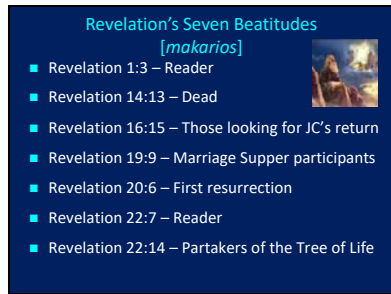 Revelation's Seven Beatitudes
[makarios]
■ Revelation 1:3 – Reader
■ Revelation 14:13 – Dead
■ Revelation 16:15 – Those looking for JC's return
■ Revelation 19:9 – Marriage Supper participants
■ Revelation 20:6 – First resurrection
■ Revelation 22:7 – Reader
■ Revelation 22:14 – Partakers of the Tree of Life